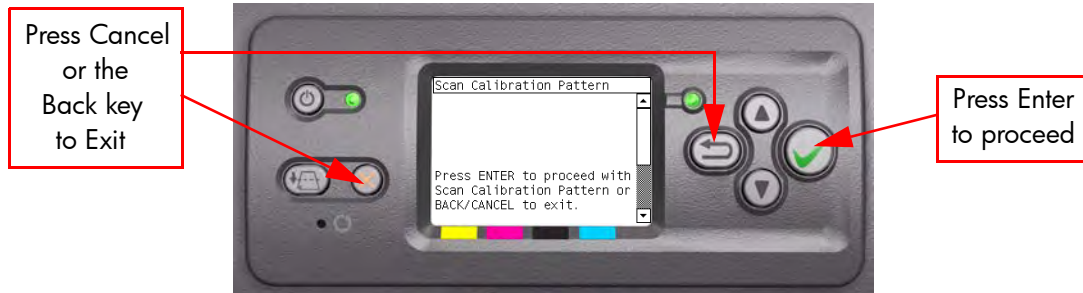 Press Cancel
or the
Back key
to Exit
Scan Calibration Pattern
Press ENTER to proceed with
Scan Calibration Pattern or
BACK/CANCEL to exit.
Press Enter
to proceed